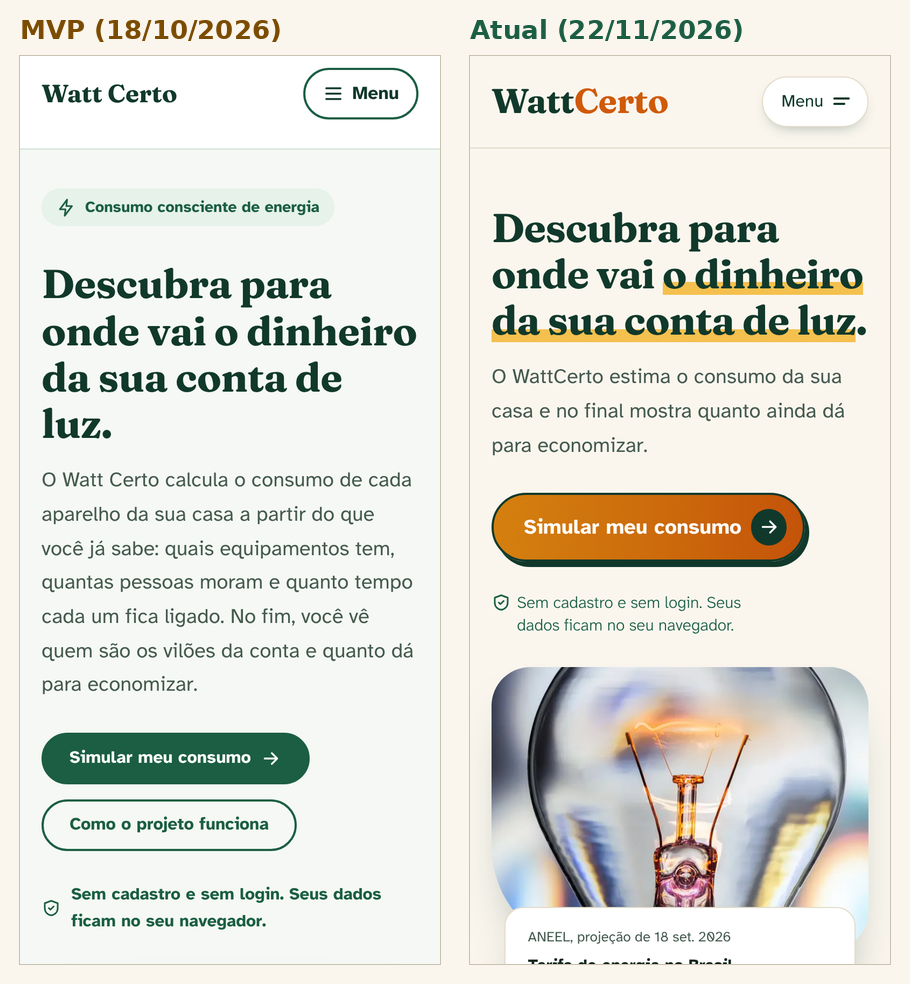 MVP (18/10/2026)
Watt Certo
Menu
Consumo consciente de energia
Descubra para
onde vai o dinheiro
da sua conta de
luz.
O Watt Certo calcula o consumo de cada
aparelho da sua casa a partir do que
você já sabe: quais equipamentos tem,
quantas pessoas moram e quanto tempo
cada um fica ligado. No fim, você vê
quem são os vilões da conta e quanto dá
para economizar.
Simular meu consumo
Como o projeto funciona
Sem cadastro e sem login. Seus dados
ficam no seu navegador.
Atual (22/11/2026)
WattCerto
Menu
Descubra para
onde vai o dinheiro
da sua conta de luz.
O WattCerto estima o consumo da sua
casa e no final mostra quanto ainda dá
para economizar.
Simular meu consumo
Sem cadastro e sem login. Seus
dados ficam no seu navegador.
ANEEL, projeção de 18 set. 2026
Tarifa de energia no Brasil